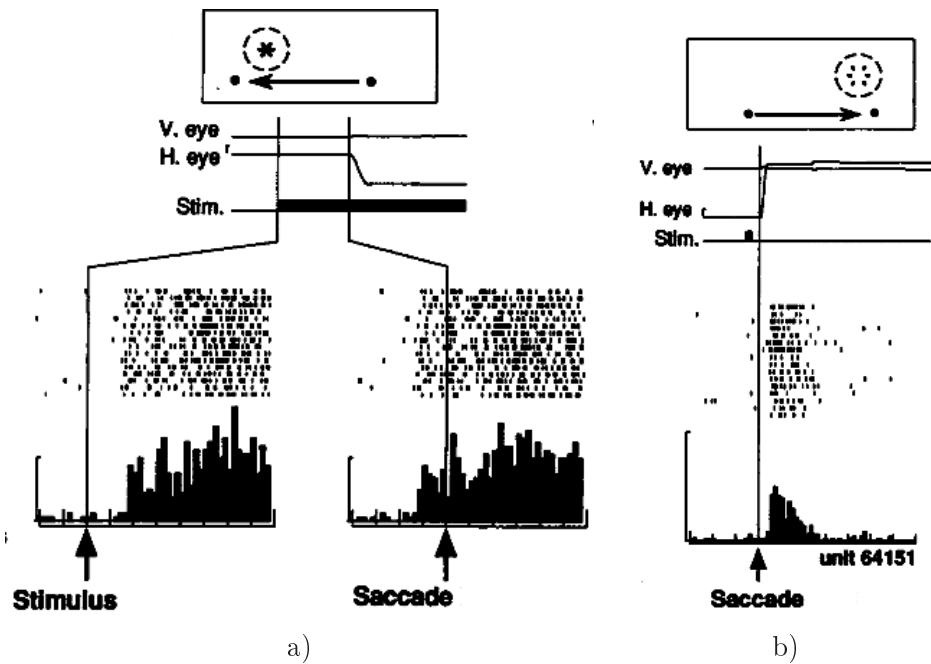 V. eye
H. eye
Stim.
Stimulus
Saccade
a)
V. eye
H. eye
Stim.
unit 64151
Saccade
b)